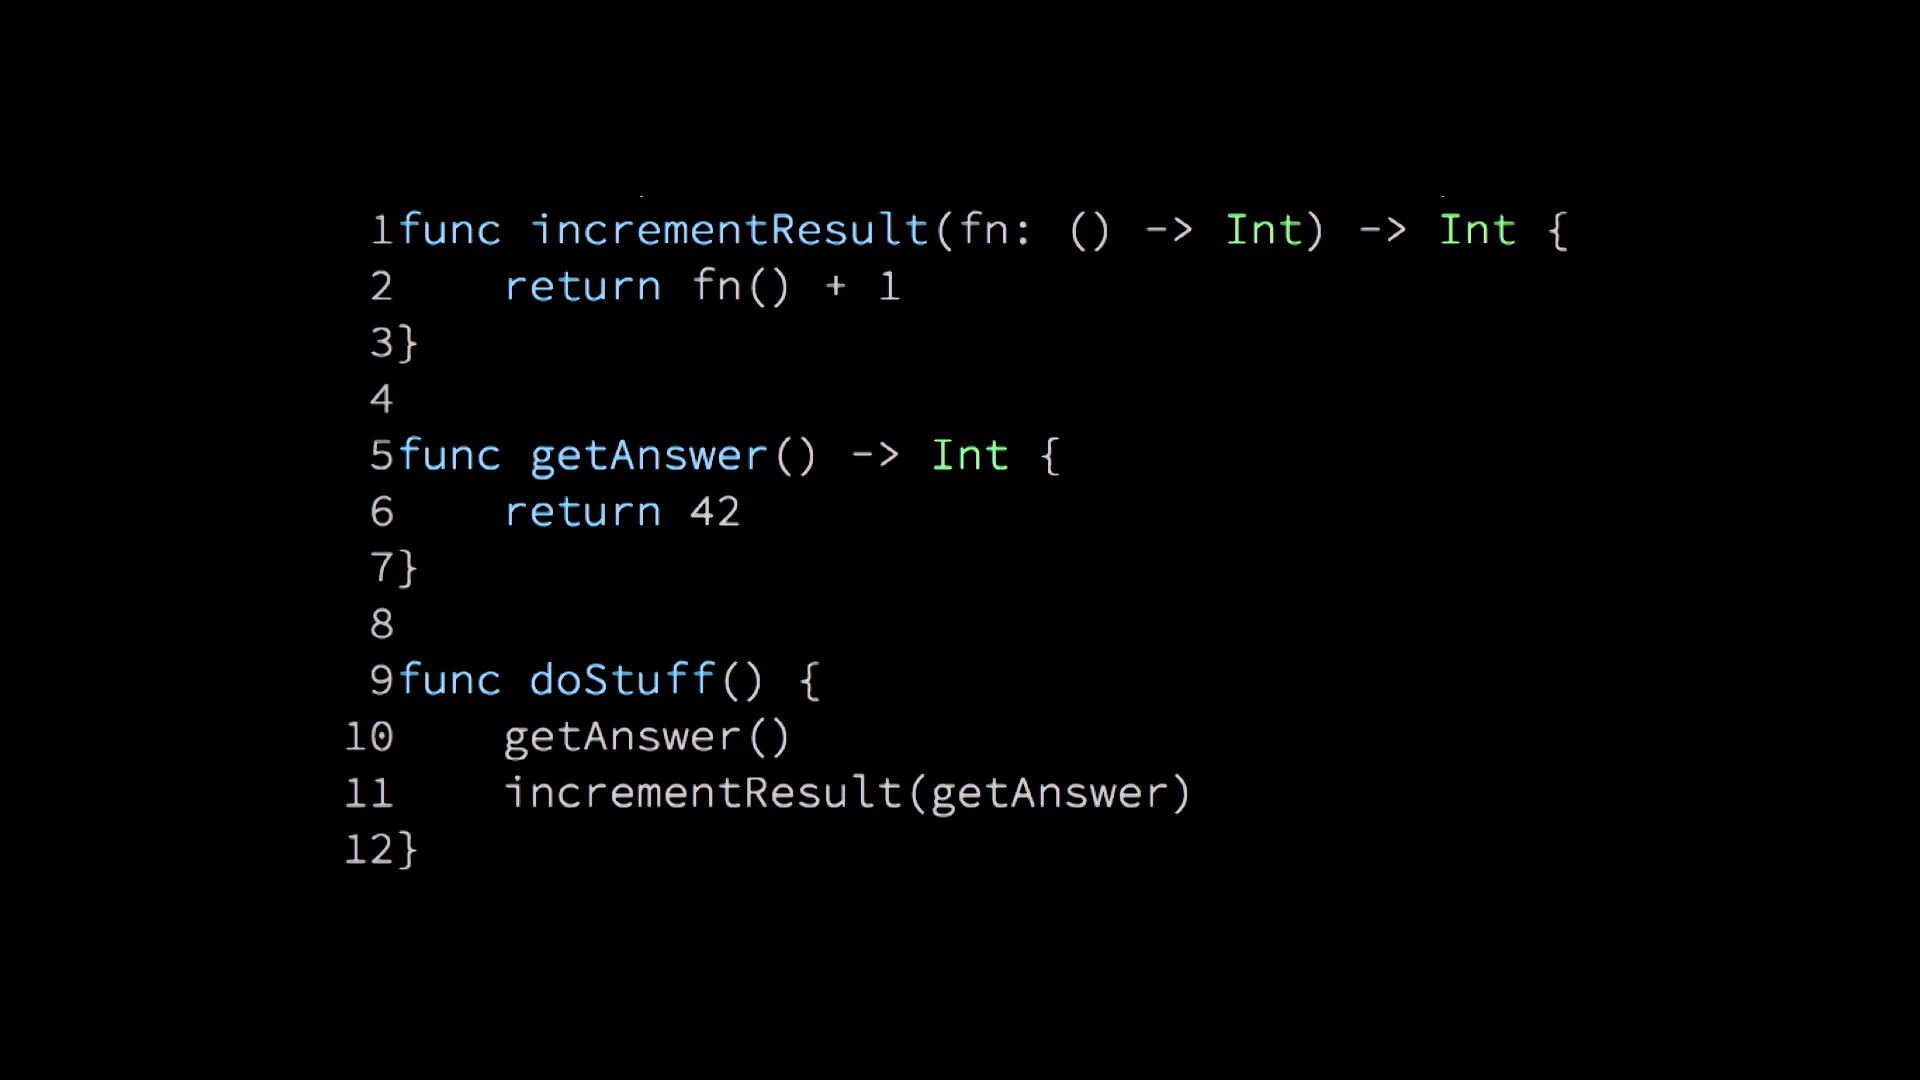 1func incrementResult(fn: () -> Int) -> Int {
2    return fn() + 1
3}
4
5func getAnswer() -> Int {
6    return 42
7}
8
9func doStuff() {
10    getAnswer()
11    incrementResult(getAnswer)
12}